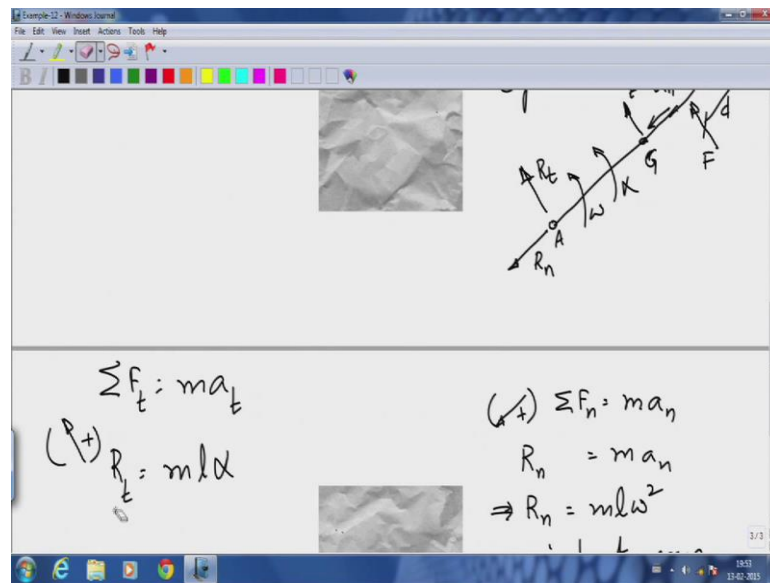 Example-12 - Windows Journal
File Edit View Insert Actions Tools Help
B I
d
G
F
R_t
α
ω
A
R_n
ΣF_t = ma_t
(+) R_t = mlα
(+) ΣF_n = ma_n
R_n = ma_n
⇒ R_n = mlω²
3/3
19:53
13-02-2015